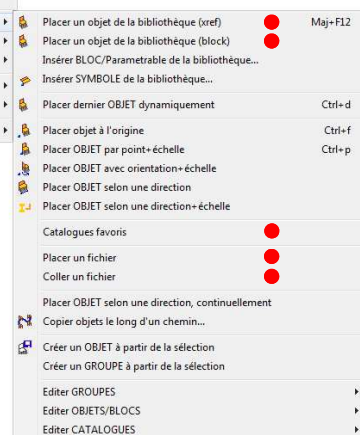 Placer un objet de la bibliothèque (xref) Maj+F12
Placer un objet de la bibliothèque (block)
Insérer BLOC/Parametrable de la bibliothèque...
Insérer SYMBOLE de la bibliothèque...
Placer dernier OBJET dynamiquement Ctrl+d
Placer objet à l'origine Ctrl+f
Placer OBJET par point+échelle Ctrl+p
Placer OBJET avec orientation+échelle
Placer OBJET selon une direction
Placer OBJET selon une direction+échelle
Catalogues favoris
Placer un fichier
Coller un fichier
Placer OBJET selon une direction, continuellement
Copier objets le long d'un chemin...
Créer un OBJET à partir de la sélection
Créer un GROUPE à partir de la sélection
Editer GROUPES
Editer OBJETS/BLOCS
Editer CATALOGUES